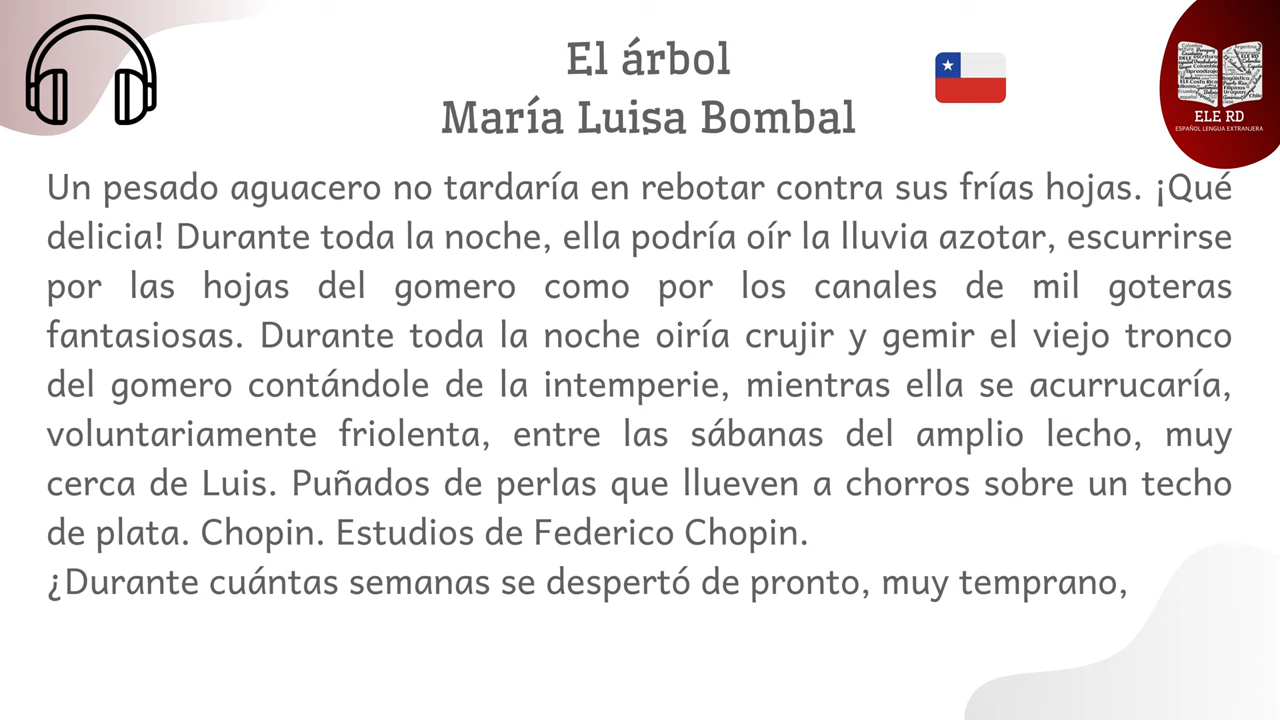 El árbol
María Luisa Bombal
Un pesado aguacero no tardaría en rebotar contra sus frías hojas. ¡Qué
delicia! Durante toda la noche, ella podría oír la lluvia azotar, escurrirse
por las hojas del gomero como por los canales de mil goteras
fantasiosas. Durante toda la noche oiría crujir y gemir el viejo tronco
del gomero contándole de la intemperie, mientras ella se acurrucaría,
voluntariamente friolenta, entre las sábanas del amplio lecho, muy
cerca de Luis. Puñados de perlas que llueven a chorros sobre un techo
de plata. Chopin. Estudios de Federico Chopin.
¿Durante cuántas semanas se despertó de pronto, muy temprano,
ELE RD
ESPAÑOL LENGUA EXTRANJERA